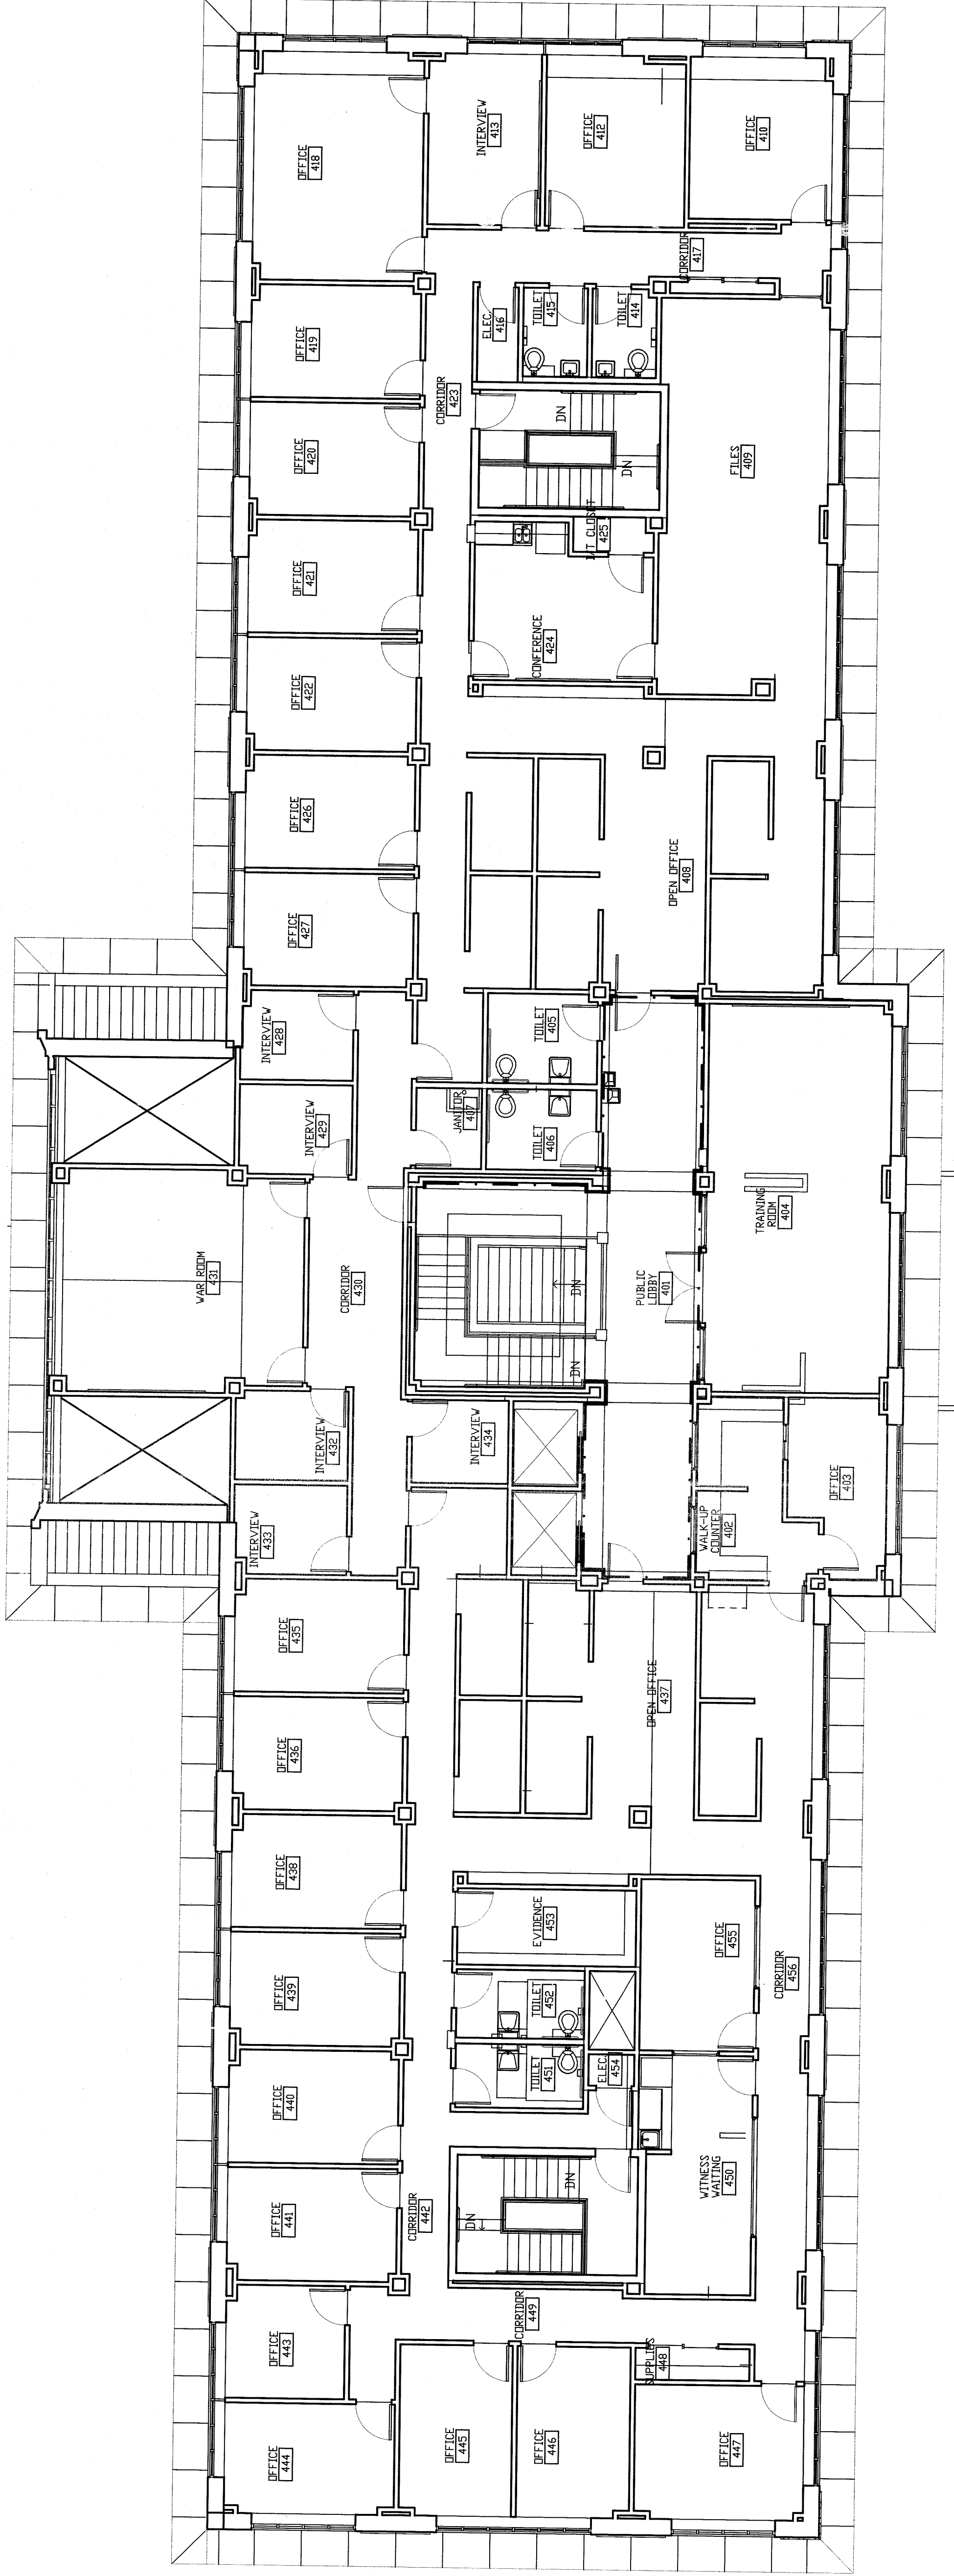 OFFICE
418
INTERVIEW
413
OFFICE
412
OFFICE
410
CORRIDOR
417
OFFICE
419
ELEC.
416
TOILET
415
TOILET
414
CORRIDOR
423
OFFICE
420
DN
DN
FILES
409
OFFICE
421
I/T CLOSET
425
CONFERENCE
424
OFFICE
422
OFFICE
426
OPEN OFFICE
408
OFFICE
427
INTERVIEW
428
TOILET
405
JANITOR
407
INTERVIEW
429
TOILET
406
TRAINING
ROOM
404
WAR ROOM
431
CORRIDOR
430
PUBLIC
LOBBY
401
DN
DN
INTERVIEW
432
INTERVIEW
434
OFFICE
403
WALK-UP
COUNTER
402
INTERVIEW
433
OFFICE
435
OPEN OFFICE
437
OFFICE
436
OFFICE
438
EVIDENCE
453
OFFICE
455
CORRIDOR
456
OFFICE
439
TOILET
452
TOILET
451
ELEC.
454
OFFICE
440
WITNESS
WAITING
450
DN
DN
OFFICE
441
CORRIDOR
442
CORRIDOR
449
OFFICE
443
SUPPLIES
448
OFFICE
444
OFFICE
445
OFFICE
446
OFFICE
447